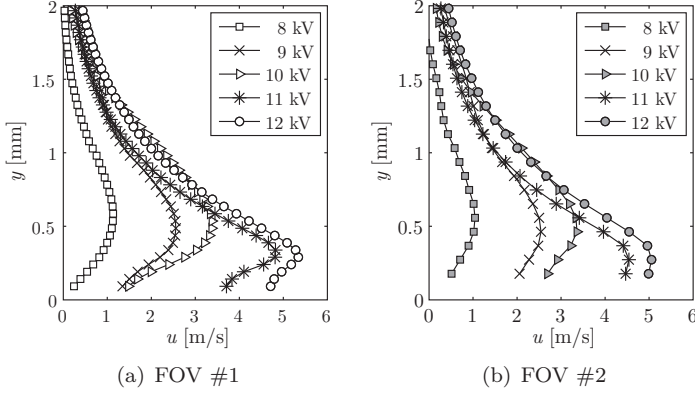 2
1.5
1
0.5
0
y [mm]
0 1 2 3 4 5 6
u [m/s]
8 kV
9 kV
10 kV
11 kV
12 kV
(a) FOV #1
2
1.5
1
0.5
0
y [mm]
0 1 2 3 4 5 6
u [m/s]
8 kV
9 kV
10 kV
11 kV
12 kV
(b) FOV #2